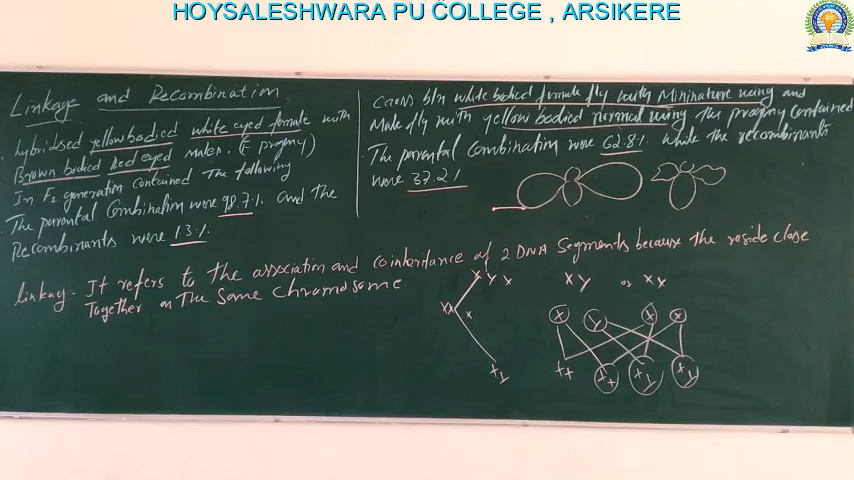 HOYSALESHWARA PU COLLEGE , ARSIKERE
Linkage and Recombination
hybridised yellow bodied white eyed female with
Brown bodied Red eyed males. (F progeny)
In F2 generation contained The following
The parental Combination were 98.7%. and the
Recombinants were 1.3%.
Cross b/n white bodied female fly with Mininature wing and
Male fly with yellow bodied normal wing The progeny contained
The parental Combination were 62.8% while the recombinants
were 37.2%
linkag - It refers to the association and coinheritance of 2 DNA Segments because the reside close
Together on The Same Chromosome
X Y X
XX X
X Y or X X
X Y X X